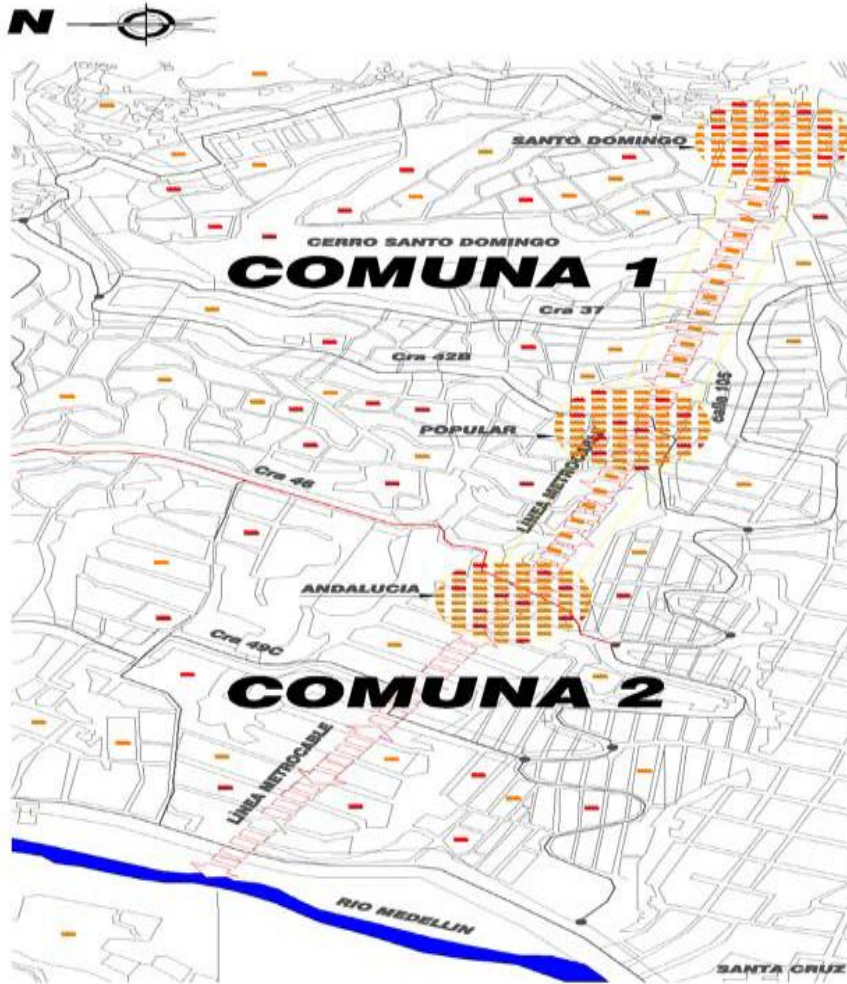 N
SANTO DOMINGO
CERRO SANTO DOMINGO
COMUNA 1
Cra 37
Cra 42B
calle 105
POPULAR
LINEA METROCABLE
Cra 46
ANDALUCIA
Cra 49C
COMUNA 2
LINEA METROCABLE
RIO MEDELLIN
SANTA CRUZ